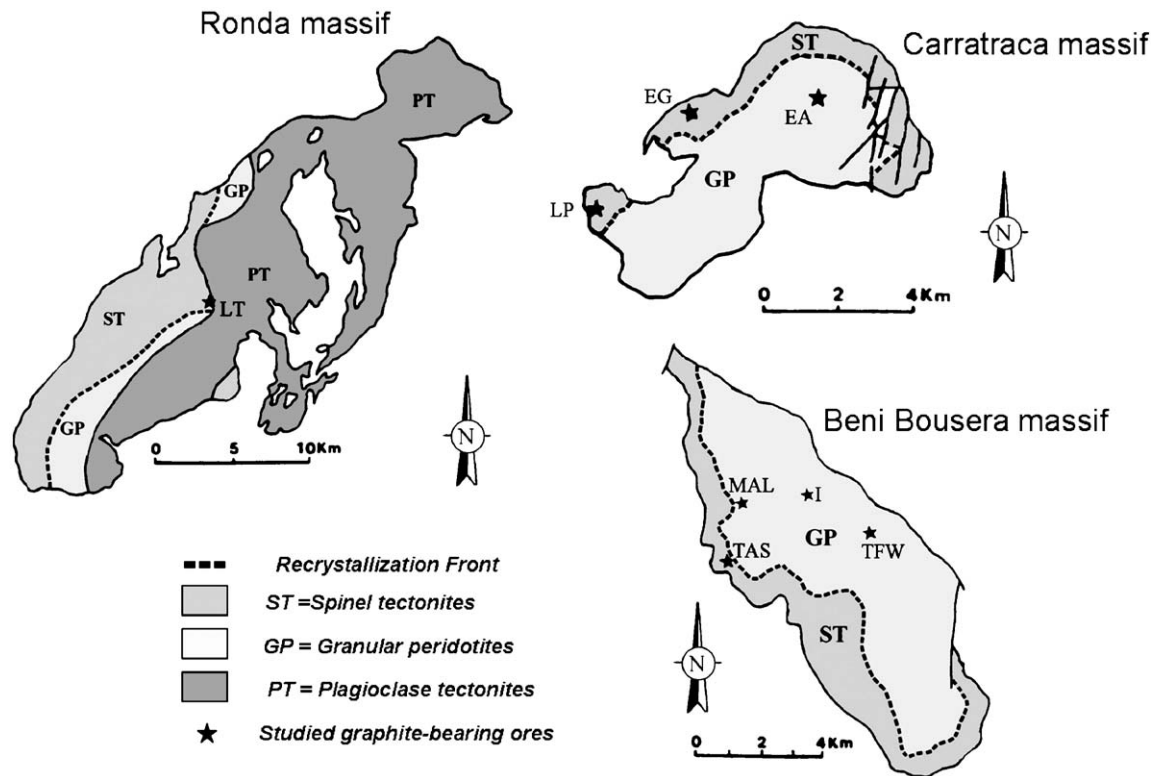 Ronda massif
PT
GP
PT
ST
LT
GP
0 5 10Km
N
Carratraca massif
ST
EG
EA
GP
LP
N
0 2 4Km
Beni Bousera massif
MAL
I
GP
TFW
TAS
ST
N
0 2 4Km
Recrystallization Front
ST =Spinel tectonites
GP = Granular peridotites
PT = Plagioclase tectonites
Studied graphite-bearing ores